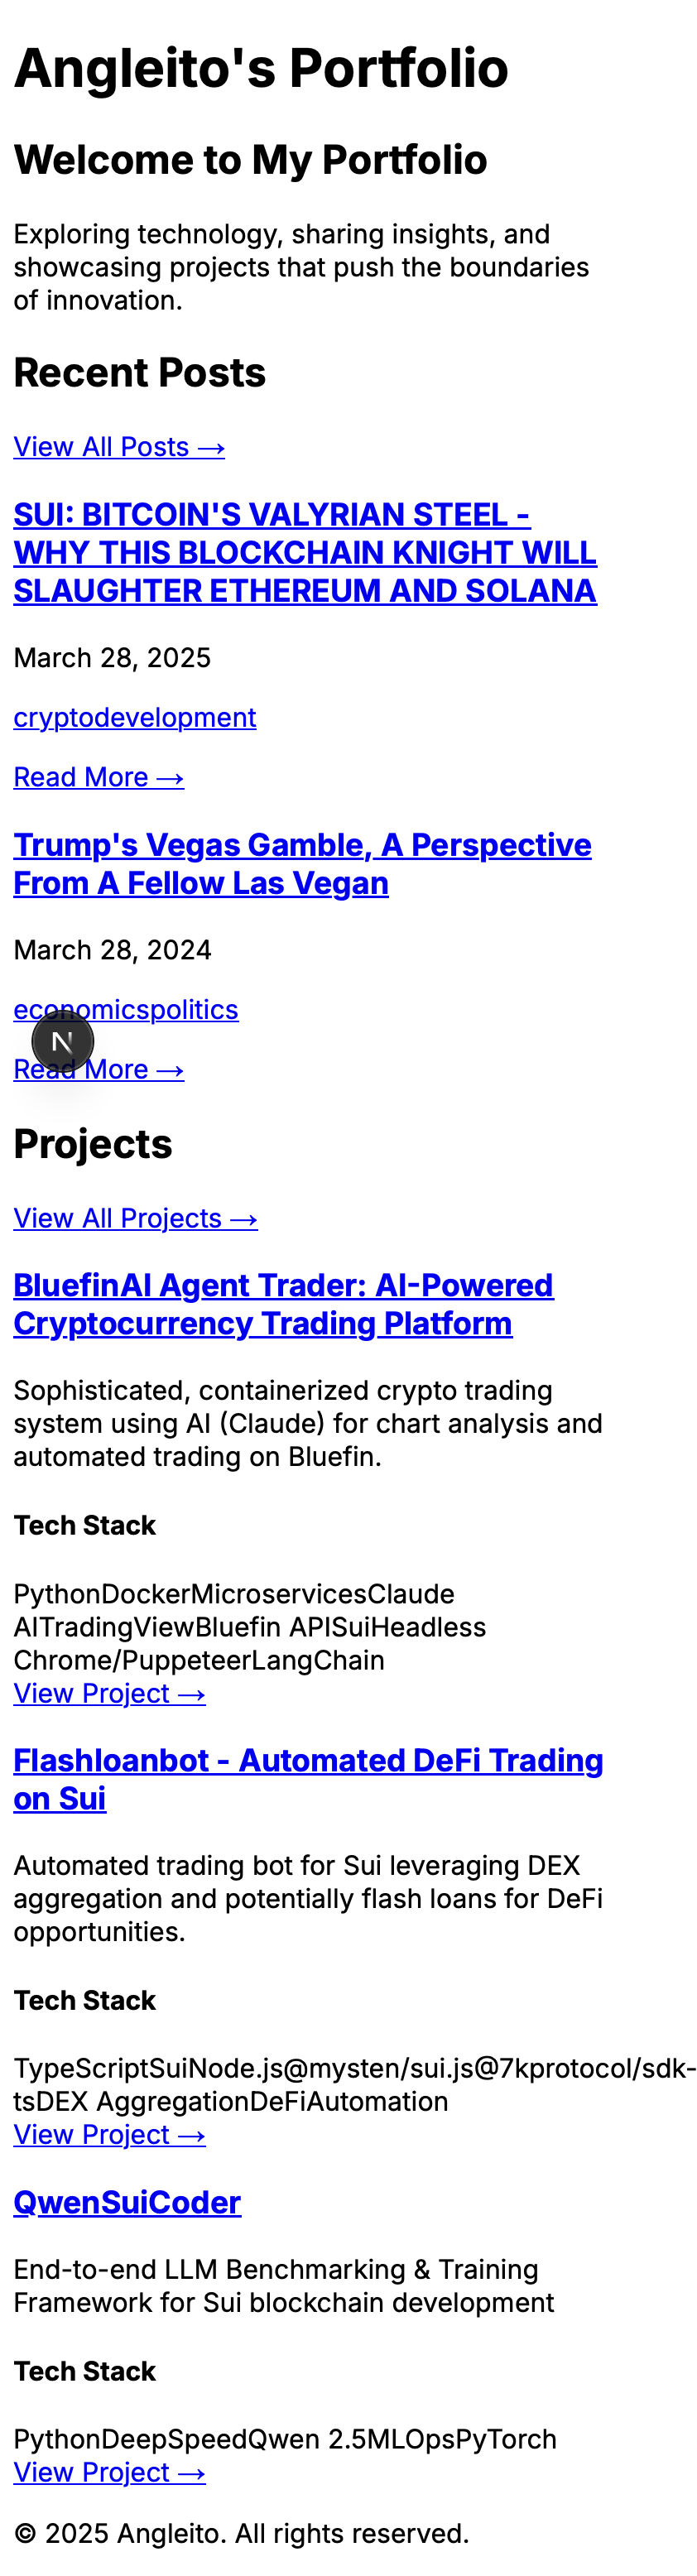 Angleito's Portfolio
Welcome to My Portfolio
Exploring technology, sharing insights, and
showcasing projects that push the boundaries
of innovation.
Recent Posts
View All Posts →
SUI: BITCOIN'S VALYRIAN STEEL -
WHY THIS BLOCKCHAIN KNIGHT WILL
SLAUGHTER ETHEREUM AND SOLANA
March 28, 2025
cryptodevelopment
Read More →
Trump's Vegas Gamble, A Perspective
From A Fellow Las Vegan
March 28, 2024
economicspolitics
N
Read More →
Projects
View All Projects →
BluefinAI Agent Trader: AI-Powered
Cryptocurrency Trading Platform
Sophisticated, containerized crypto trading
system using AI (Claude) for chart analysis and
automated trading on Bluefin.
Tech Stack
PythonDockerMicroservicesClaude
AITradingViewBluefin APISuiHeadless
Chrome/PuppeteerLangChain
View Project →
Flashloanbot - Automated DeFi Trading
on Sui
Automated trading bot for Sui leveraging DEX
aggregation and potentially flash loans for DeFi
opportunities.
Tech Stack
TypeScriptSuiNode.js@mysten/sui.js@7kprotocol/sdk-
tsDEX AggregationDeFiAutomation
View Project →
QwenSuiCoder
End-to-end LLM Benchmarking & Training
Framework for Sui blockchain development
Tech Stack
PythonDeepSpeedQwen 2.5MLOpsPyTorch
View Project →
© 2025 Angleito. All rights reserved.